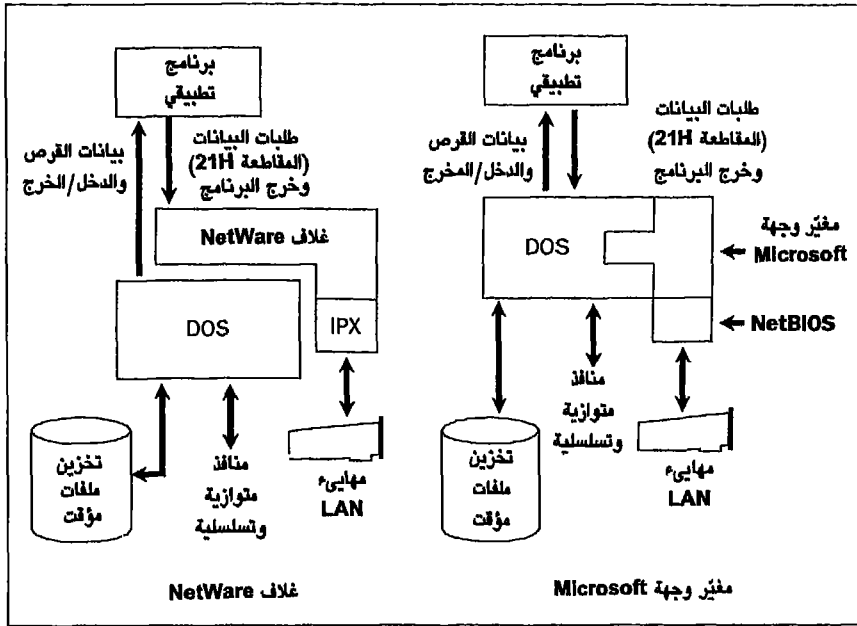 برنامج
تطبيقي
بيانات القرص
والدخل/الخرج
طلبات البيانات
(المقاطعة 21H)
وخرج البرنامج
غلاف NetWare
DOS
IPX
تخزين
ملفات
مؤقت
منافذ
متوازية
وتسلسلية
مهايىء
LAN
غلاف NetWare
برنامج
تطبيقي
بيانات القرص
والدخل/المخرج
طلبات البيانات
(المقاطعة 21H)
وخرج البرنامج
DOS
مغيّر وجهة
Microsoft
NetBIOS
تخزين
ملفات
مؤقت
منافذ
متوازية
وتسلسلية
مهايىء
LAN
مغيّر وجهة Microsoft